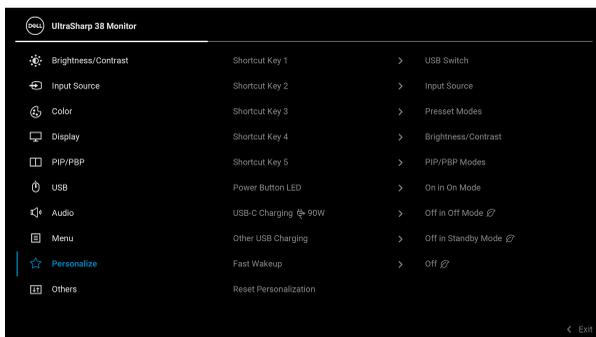 DELL UltraSharp 38 Monitor
Brightness/Contrast Shortcut Key 1 > USB Switch
Input Source Shortcut Key 2 > Input Source
Color Shortcut Key 3 > Presset Modes
Display Shortcut Key 4 > Brightness/Contrast
PIP/PBP Shortcut Key 5 > PIP/PBP Modes
USB Power Button LED > On in On Mode
Audio USB-C Charging 90W > Off in Off Mode
Menu Other USB Charging > Off in Standby Mode
Personalize Fast Wakeup > Off
Others Reset Personalization
< Exit